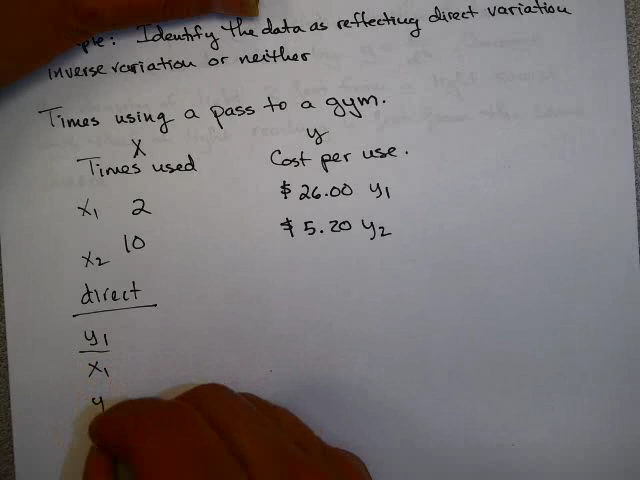 ple: Identify the data as reflecting direct variation
inverse variation or neither
Times using a pass to a gym.
x y
Times used Cost per use.
x1 2 $ 26.00 y1
x2 10 $ 5.20 y2
direct
y1
x1
y